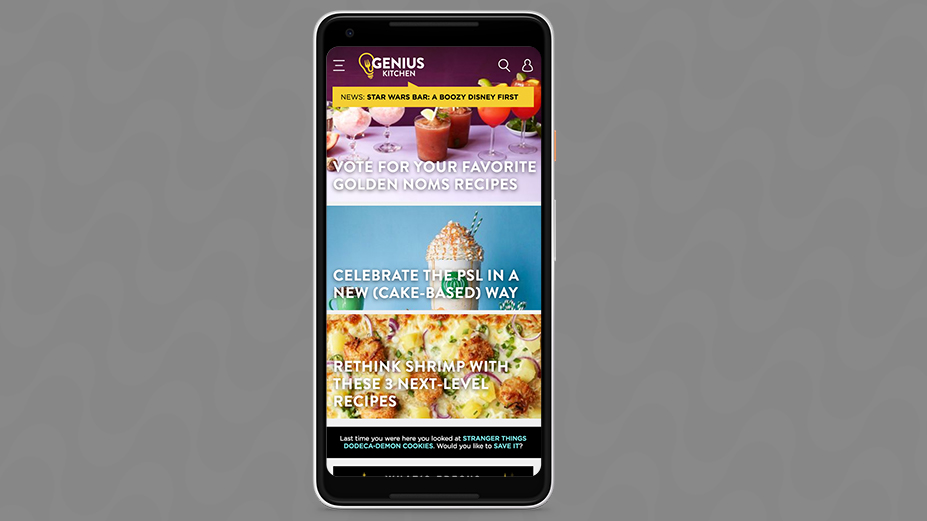 GENIUS
KITCHEN
NEWS: STAR WARS BAR: A BOOZY DISNEY FIRST
VOTE FOR YOUR FAVORITE
GOLDEN NOMS RECIPES
CELEBRATE THE PSL IN A
NEW (CAKE-BASED) WAY
RETHINK SHRIMP WITH
THESE 3 NEXT-LEVEL
RECIPES
Last time you were here you looked at STRANGER THINGS
DODECA-DEMON COOKIES. Would you like to SAVE IT?